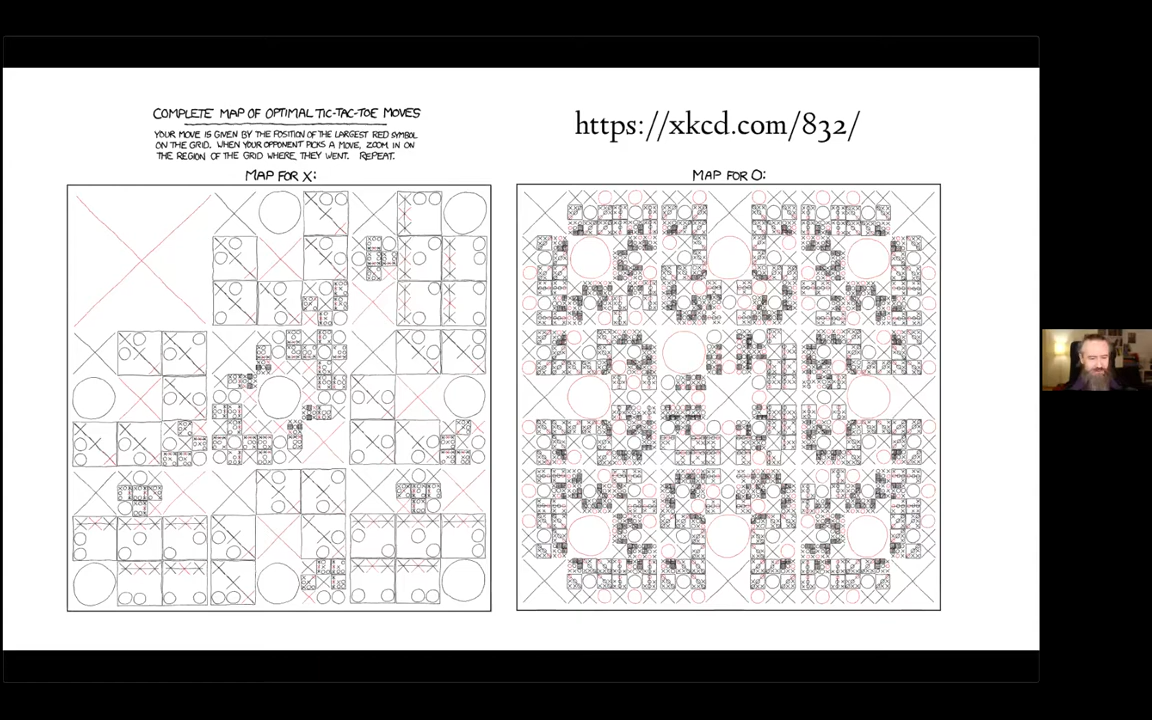 COMPLETE MAP OF OPTIMAL TIC-TAC-TOE MOVES
YOUR MOVE IS GIVEN BY THE POSITION OF THE LARGEST RED SYMBOL
ON THE GRID. WHEN YOUR OPPONENT PICKS A MOVE, ZOOM IN ON
THE REGION OF THE GRID WHERE THEY WENT. REPEAT.
MAP FOR X:
https://xkcd.com/832/
MAP FOR O: